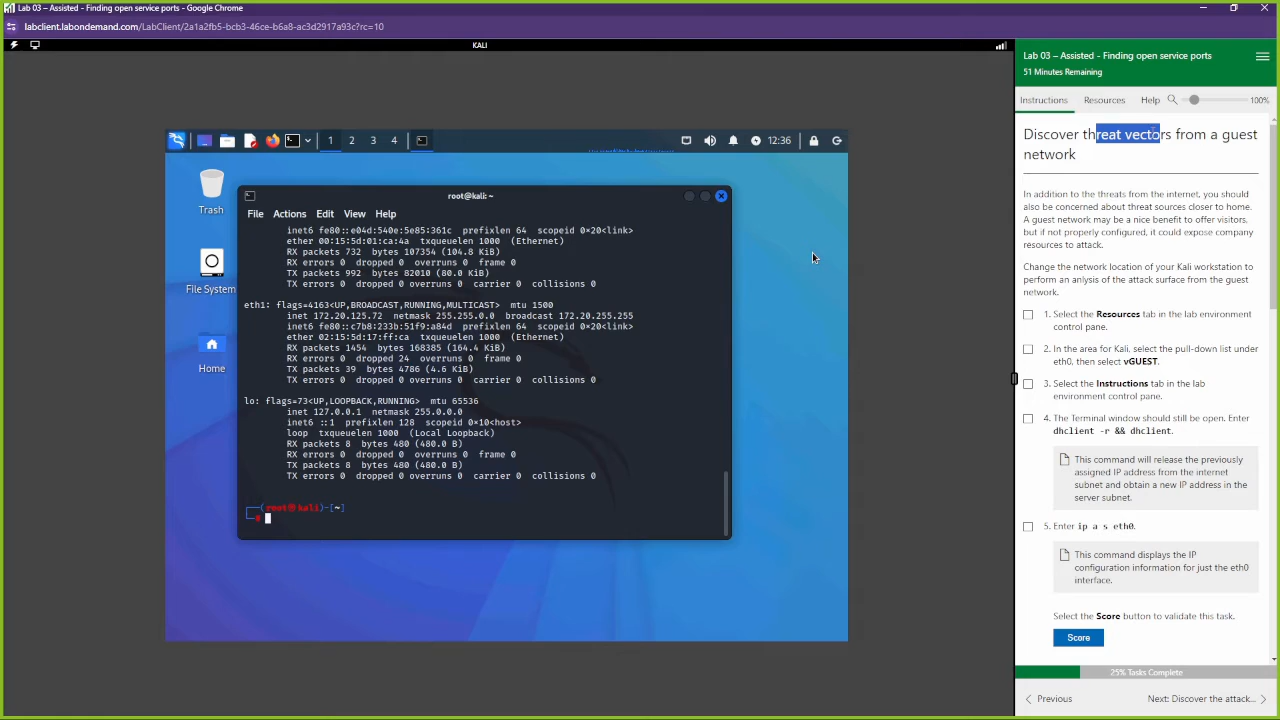 Lab 03 – Assisted - Finding open service ports - Google Chrome
labclient.labondemand.com/LabClient/2a1a2fb5-bcb3-46ce-b6a8-ac3d2917a93c?rc=10
KALI
1 2 3 4
12:36
Trash
File System
Home
root@kali: ~
File Actions Edit View Help
inet6 fe80::e04d:540e:5e85:361c prefixlen 64 scopeid 0×20<link>
ether 00:15:5d:01:ca:4a txqueuelen 1000 (Ethernet)
RX packets 732 bytes 107354 (104.8 KiB)
RX errors 0 dropped 0 overruns 0 frame 0
TX packets 992 bytes 82010 (80.0 KiB)
TX errors 0 dropped 0 overruns 0 carrier 0 collisions 0
eth1: flags=4163<UP,BROADCAST,RUNNING,MULTICAST> mtu 1500
inet 172.20.125.72 netmask 255.255.0.0 broadcast 172.20.255.255
inet6 fe80::c7b8:233b:51f9:a84d prefixlen 64 scopeid 0×20<link>
ether 02:15:5d:17:ff:ca txqueuelen 1000 (Ethernet)
RX packets 1454 bytes 168385 (164.4 KiB)
RX errors 0 dropped 24 overruns 0 frame 0
TX packets 39 bytes 4786 (4.6 KiB)
TX errors 0 dropped 0 overruns 0 carrier 0 collisions 0
lo: flags=73<UP,LOOPBACK,RUNNING> mtu 65536
inet 127.0.0.1 netmask 255.0.0.0
inet6 ::1 prefixlen 128 scopeid 0×10<host>
loop txqueuelen 1000 (Local Loopback)
RX packets 8 bytes 480 (480.0 B)
RX errors 0 dropped 0 overruns 0 frame 0
TX packets 8 bytes 480 (480.0 B)
TX errors 0 dropped 0 overruns 0 carrier 0 collisions 0
(root㉿kali)-[~]
#
Lab 03 – Assisted - Finding open service ports
51 Minutes Remaining
Instructions Resources Help 100%
Discover threat vectors from a guest
network
In addition to the threats from the internet, you should
also be concerned about threat sources closer to home.
A guest network may be a nice benefit to offer visitors,
but if not properly configured, it could expose company
resources to attack.
Change the network location of your Kali workstation to
perform an anlysis of the attack surface from the guest
network.
1. Select the Resources tab in the lab environment
control pane.
2. In the area for Kali, select the pull-down list under
eth0, then select vGUEST.
3. Select the Instructions tab in the lab
environment control pane.
4. The Terminal window should still be open. Enter
dhclient -r && dhclient.
This command will release the previously
assigned IP address from the internet
subnet and obtain a new IP address in the
server subnet.
5. Enter ip a s eth0.
This command displays the IP
configuration information for just the eth0
interface.
Select the Score button to validate this task.
Score
25% Tasks Complete
Previous
Next: Discover the attack...